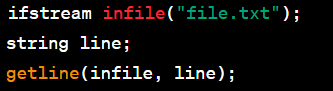 ifstream infile("file.txt");
string line;
getline(infile, line);